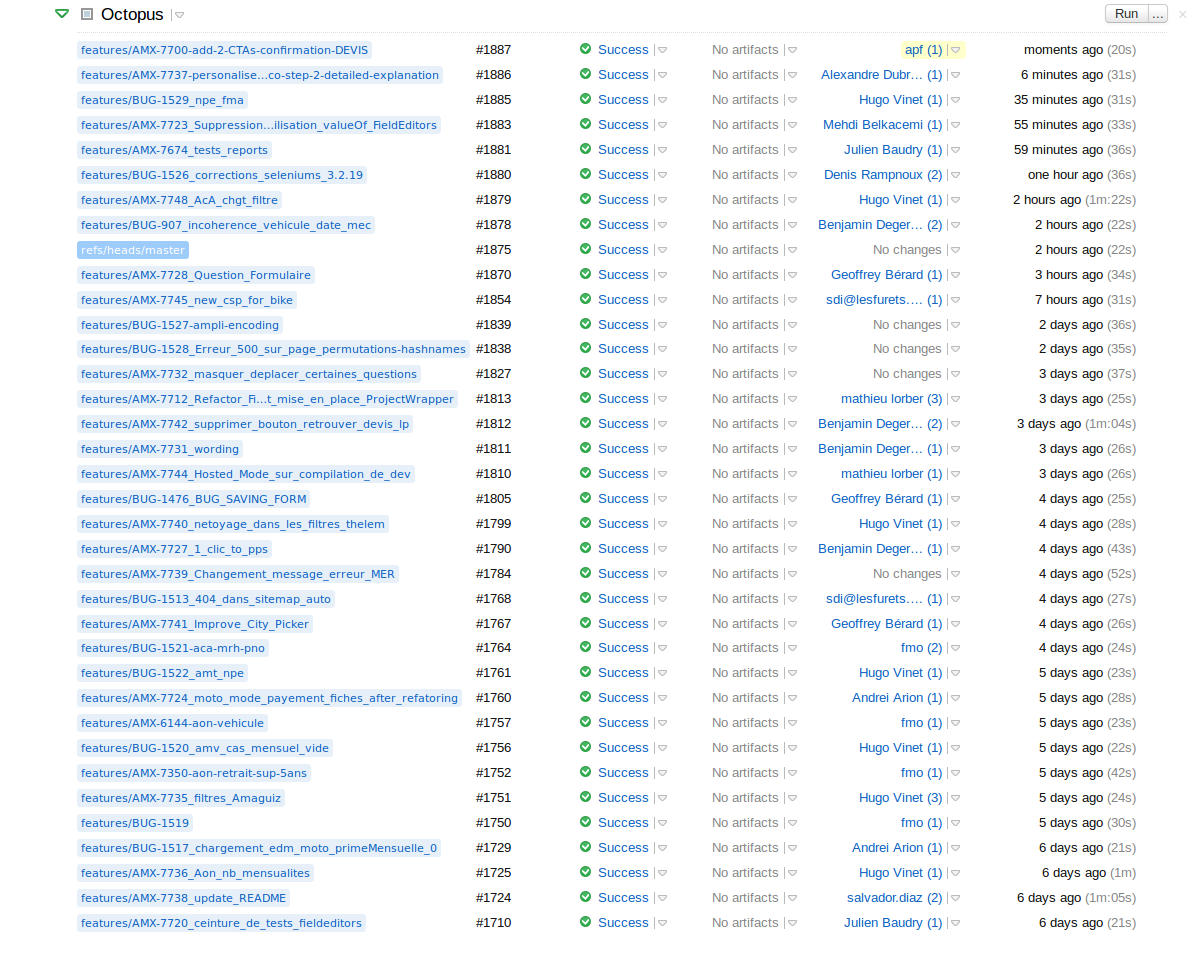 Octopus Run ...
features/AMX-7700-add-2-CTAs-confirmation-DEVIS #1887 Success No artifacts apf (1) moments ago (20s)
features/AMX-7737-personalise...co-step-2-detailed-explanation #1886 Success No artifacts Alexandre Dubr... (1) 6 minutes ago (31s)
features/BUG-1529_npe_fma #1885 Success No artifacts Hugo Vinet (1) 35 minutes ago (31s)
features/AMX-7723_Suppression...ilisation_valueOf_FieldEditors #1883 Success No artifacts Mehdi Belkacemi (1) 55 minutes ago (33s)
features/AMX-7674_tests_reports #1881 Success No artifacts Julien Baudry (1) 59 minutes ago (36s)
features/BUG-1526_corrections_seleniums_3.2.19 #1880 Success No artifacts Denis Rampnoux (2) one hour ago (36s)
features/AMX-7748_AcA_chgt_filtre #1879 Success No artifacts Hugo Vinet (1) 2 hours ago (1m:22s)
features/BUG-907_incoherence_vehicule_date_mec #1878 Success No artifacts Benjamin Deger... (2) 2 hours ago (22s)
refs/heads/master #1875 Success No artifacts No changes 2 hours ago (22s)
features/AMX-7728_Question_Formulaire #1870 Success No artifacts Geoffrey Bérard (1) 3 hours ago (34s)
features/AMX-7745_new_csp_for_bike #1854 Success No artifacts sdi@lesfurets.... (1) 7 hours ago (31s)
features/BUG-1527-ampli-encoding #1839 Success No artifacts No changes 2 days ago (36s)
features/BUG-1528_Erreur_500_sur_page_permutations-hashnames #1838 Success No artifacts No changes 2 days ago (35s)
features/AMX-7732_masquer_deplacer_certaines_questions #1827 Success No artifacts No changes 3 days ago (37s)
features/AMX-7712_Refactor_Fi...t_mise_en_place_ProjectWrapper #1813 Success No artifacts mathieu lorber (3) 3 days ago (25s)
features/AMX-7742_supprimer_bouton_retrouver_devis_lp #1812 Success No artifacts Benjamin Deger... (2) 3 days ago (1m:04s)
features/AMX-7731_wording #1811 Success No artifacts Benjamin Deger... (1) 3 days ago (26s)
features/AMX-7744_Hosted_Mode_sur_compilation_de_dev #1810 Success No artifacts mathieu lorber (1) 3 days ago (26s)
features/BUG-1476_BUG_SAVING_FORM #1805 Success No artifacts Geoffrey Bérard (1) 4 days ago (25s)
features/AMX-7740_netoyage_dans_les_filtres_thelem #1799 Success No artifacts Hugo Vinet (1) 4 days ago (28s)
features/AMX-7727_1_clic_to_pps #1790 Success No artifacts Benjamin Deger... (1) 4 days ago (43s)
features/AMX-7739_Changement_message_erreur_MER #1784 Success No artifacts No changes 4 days ago (52s)
features/BUG-1513_404_dans_sitemap_auto #1768 Success No artifacts sdi@lesfurets.... (1) 4 days ago (27s)
features/AMX-7741_Improve_City_Picker #1767 Success No artifacts Geoffrey Bérard (1) 4 days ago (26s)
features/BUG-1521-aca-mrh-pno #1764 Success No artifacts fmo (2) 4 days ago (24s)
features/BUG-1522_amt_npe #1761 Success No artifacts Hugo Vinet (1) 5 days ago (23s)
features/AMX-7724_moto_mode_payement_fiches_after_refatoring #1760 Success No artifacts Andrei Arion (1) 5 days ago (28s)
features/AMX-6144-aon-vehicule #1757 Success No artifacts fmo (1) 5 days ago (23s)
features/BUG-1520_amv_cas_mensuel_vide #1756 Success No artifacts Hugo Vinet (1) 5 days ago (22s)
features/AMX-7350-aon-retrait-sup-5ans #1752 Success No artifacts fmo (1) 5 days ago (42s)
features/AMX-7735_filtres_Amaguiz #1751 Success No artifacts Hugo Vinet (3) 5 days ago (24s)
features/BUG-1519 #1750 Success No artifacts fmo (1) 5 days ago (30s)
features/BUG-1517_chargement_edm_moto_primeMensuelle_0 #1729 Success No artifacts Andrei Arion (1) 6 days ago (21s)
features/AMX-7736_Aon_nb_mensualites #1725 Success No artifacts Hugo Vinet (1) 6 days ago (1m)
features/AMX-7738_update_README #1724 Success No artifacts salvador.diaz (2) 6 days ago (1m:05s)
features/AMX-7720_ceinture_de_tests_fieldeditors #1710 Success No artifacts Julien Baudry (1) 6 days ago (21s)